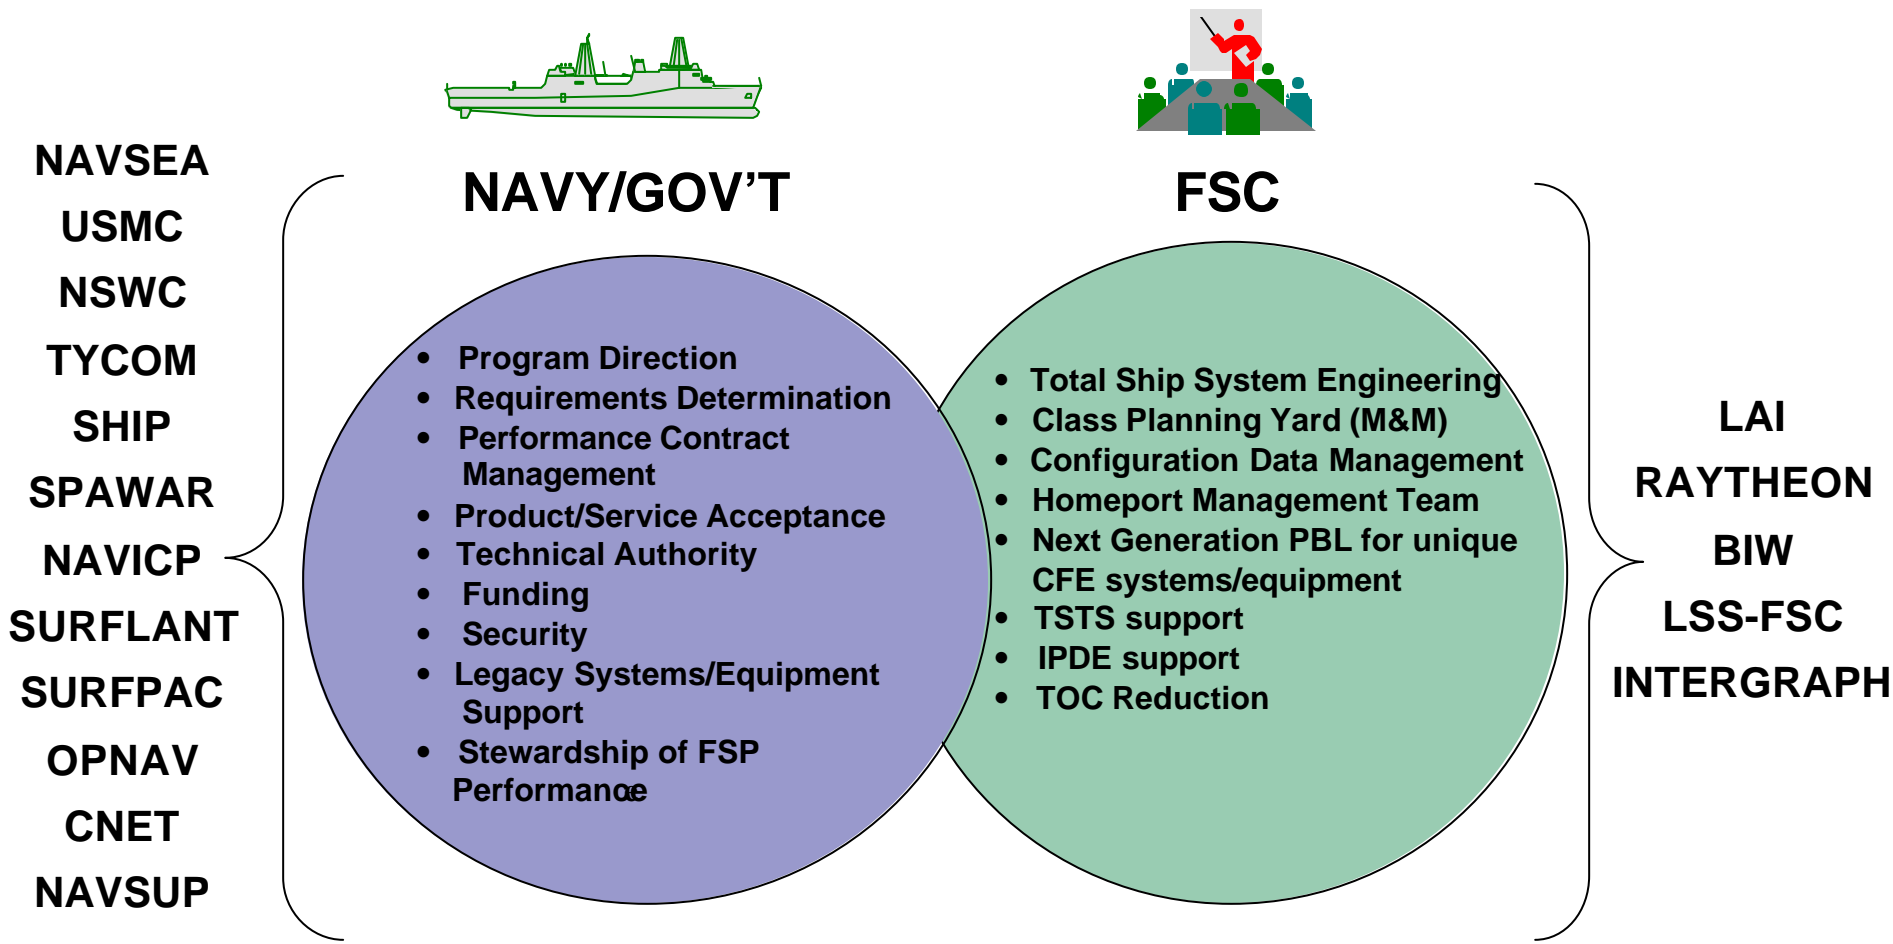 NAVSEA
USMC
NSWC
TYCOM
SHIP
SPAWAR
NAVICP
SURFLANT
SURFPAC
OPNAV
CNET
NAVSUP
NAVY/GOV’T
• Program Direction
• Requirements Determination
• Performance Contract
Management
• Product/Service Acceptance
• Technical Authority
• Funding
• Security
• Legacy Systems/Equipment
Support
• Stewardship of FSP
Performance
FSC
• Total Ship System Engineering
• Class Planning Yard (M&M)
• Configuration Data Management
• Homeport Management Team
• Next Generation PBL for unique
CFE systems/equipment
• TSTS support
• IPDE support
• TOC Reduction
LAI
RAYTHEON
BIW
LSS-FSC
INTERGRAPH